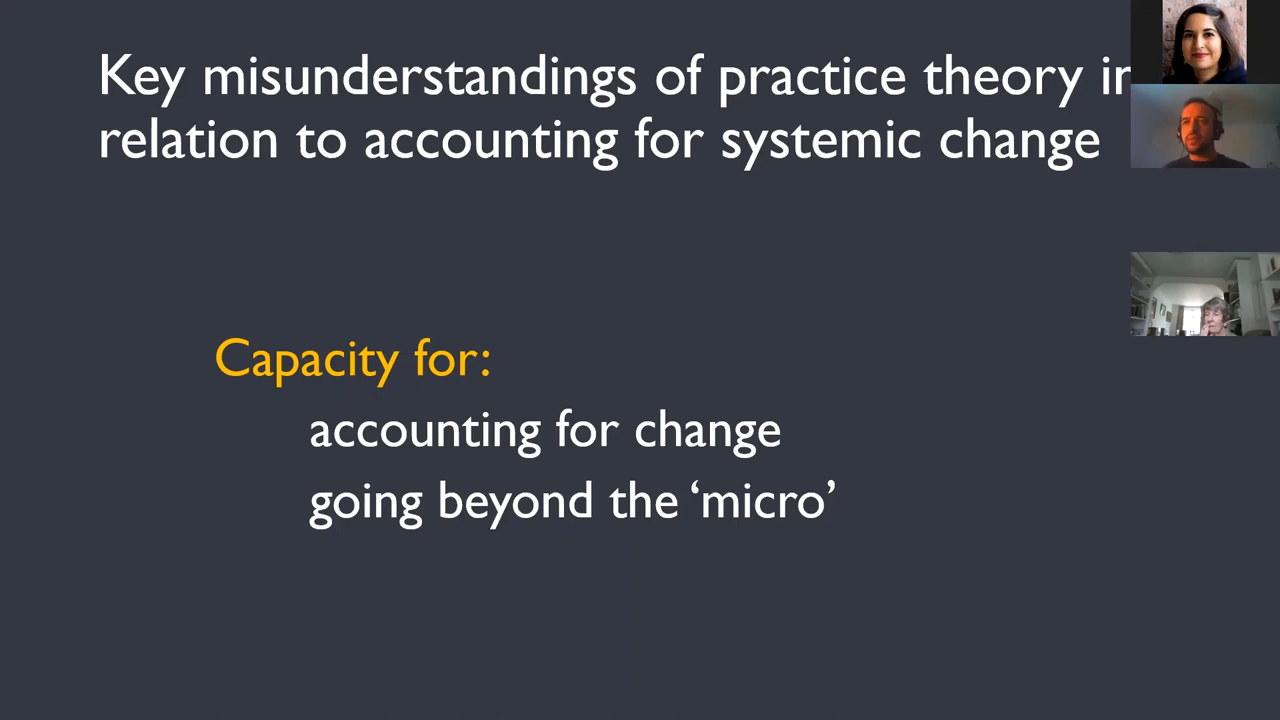 Key misunderstandings of practice theory in
relation to accounting for systemic change
Capacity for:
accounting for change
going beyond the ‘micro’